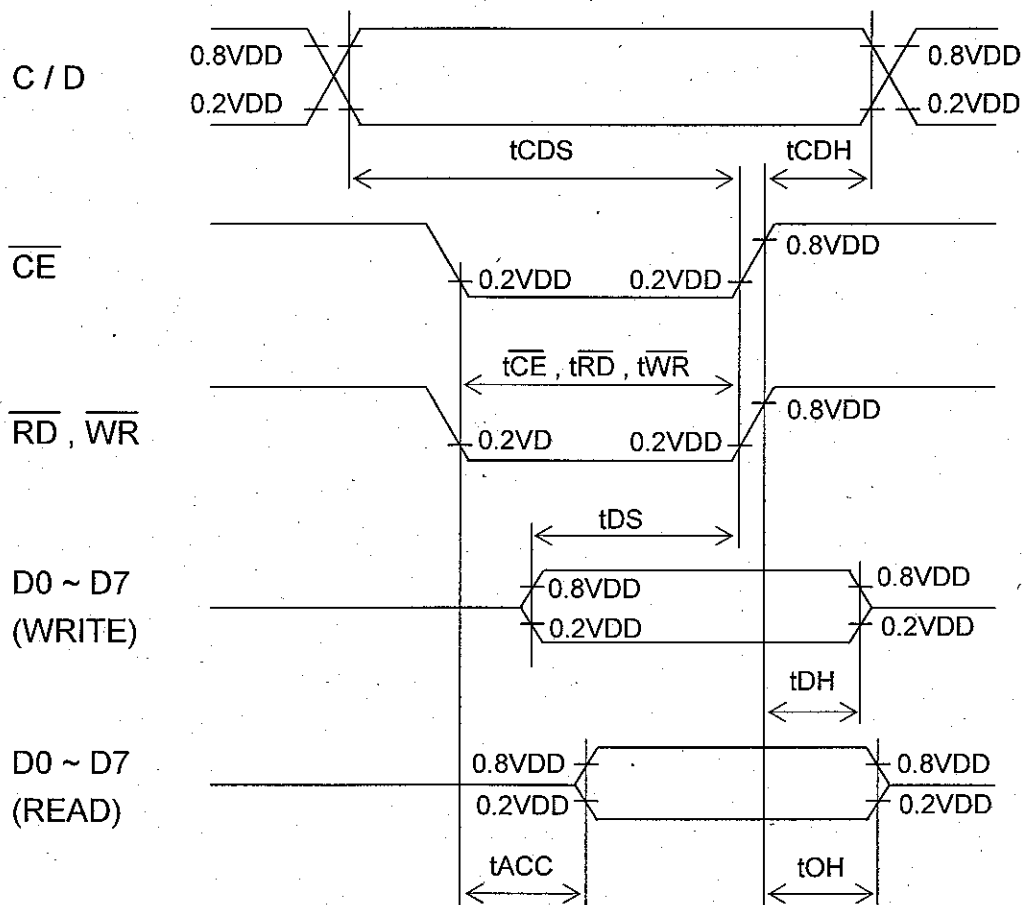 0.8VDD 0.8VDD
C / D
0.2VDD 0.2VDD
tCDS tCDH
CE 0.8VDD
0.2VDD 0.2VDD
tCE , tRD , tWR
RD , WR 0.8VDD
0.2VD 0.2VDD
tDS
D0 ~ D7 0.8VDD 0.8VDD
(WRITE) 0.2VDD 0.2VDD
tDH
D0 ~ D7 0.8VDD 0.8VDD
(READ) 0.2VDD 0.2VDD
tACC tOH